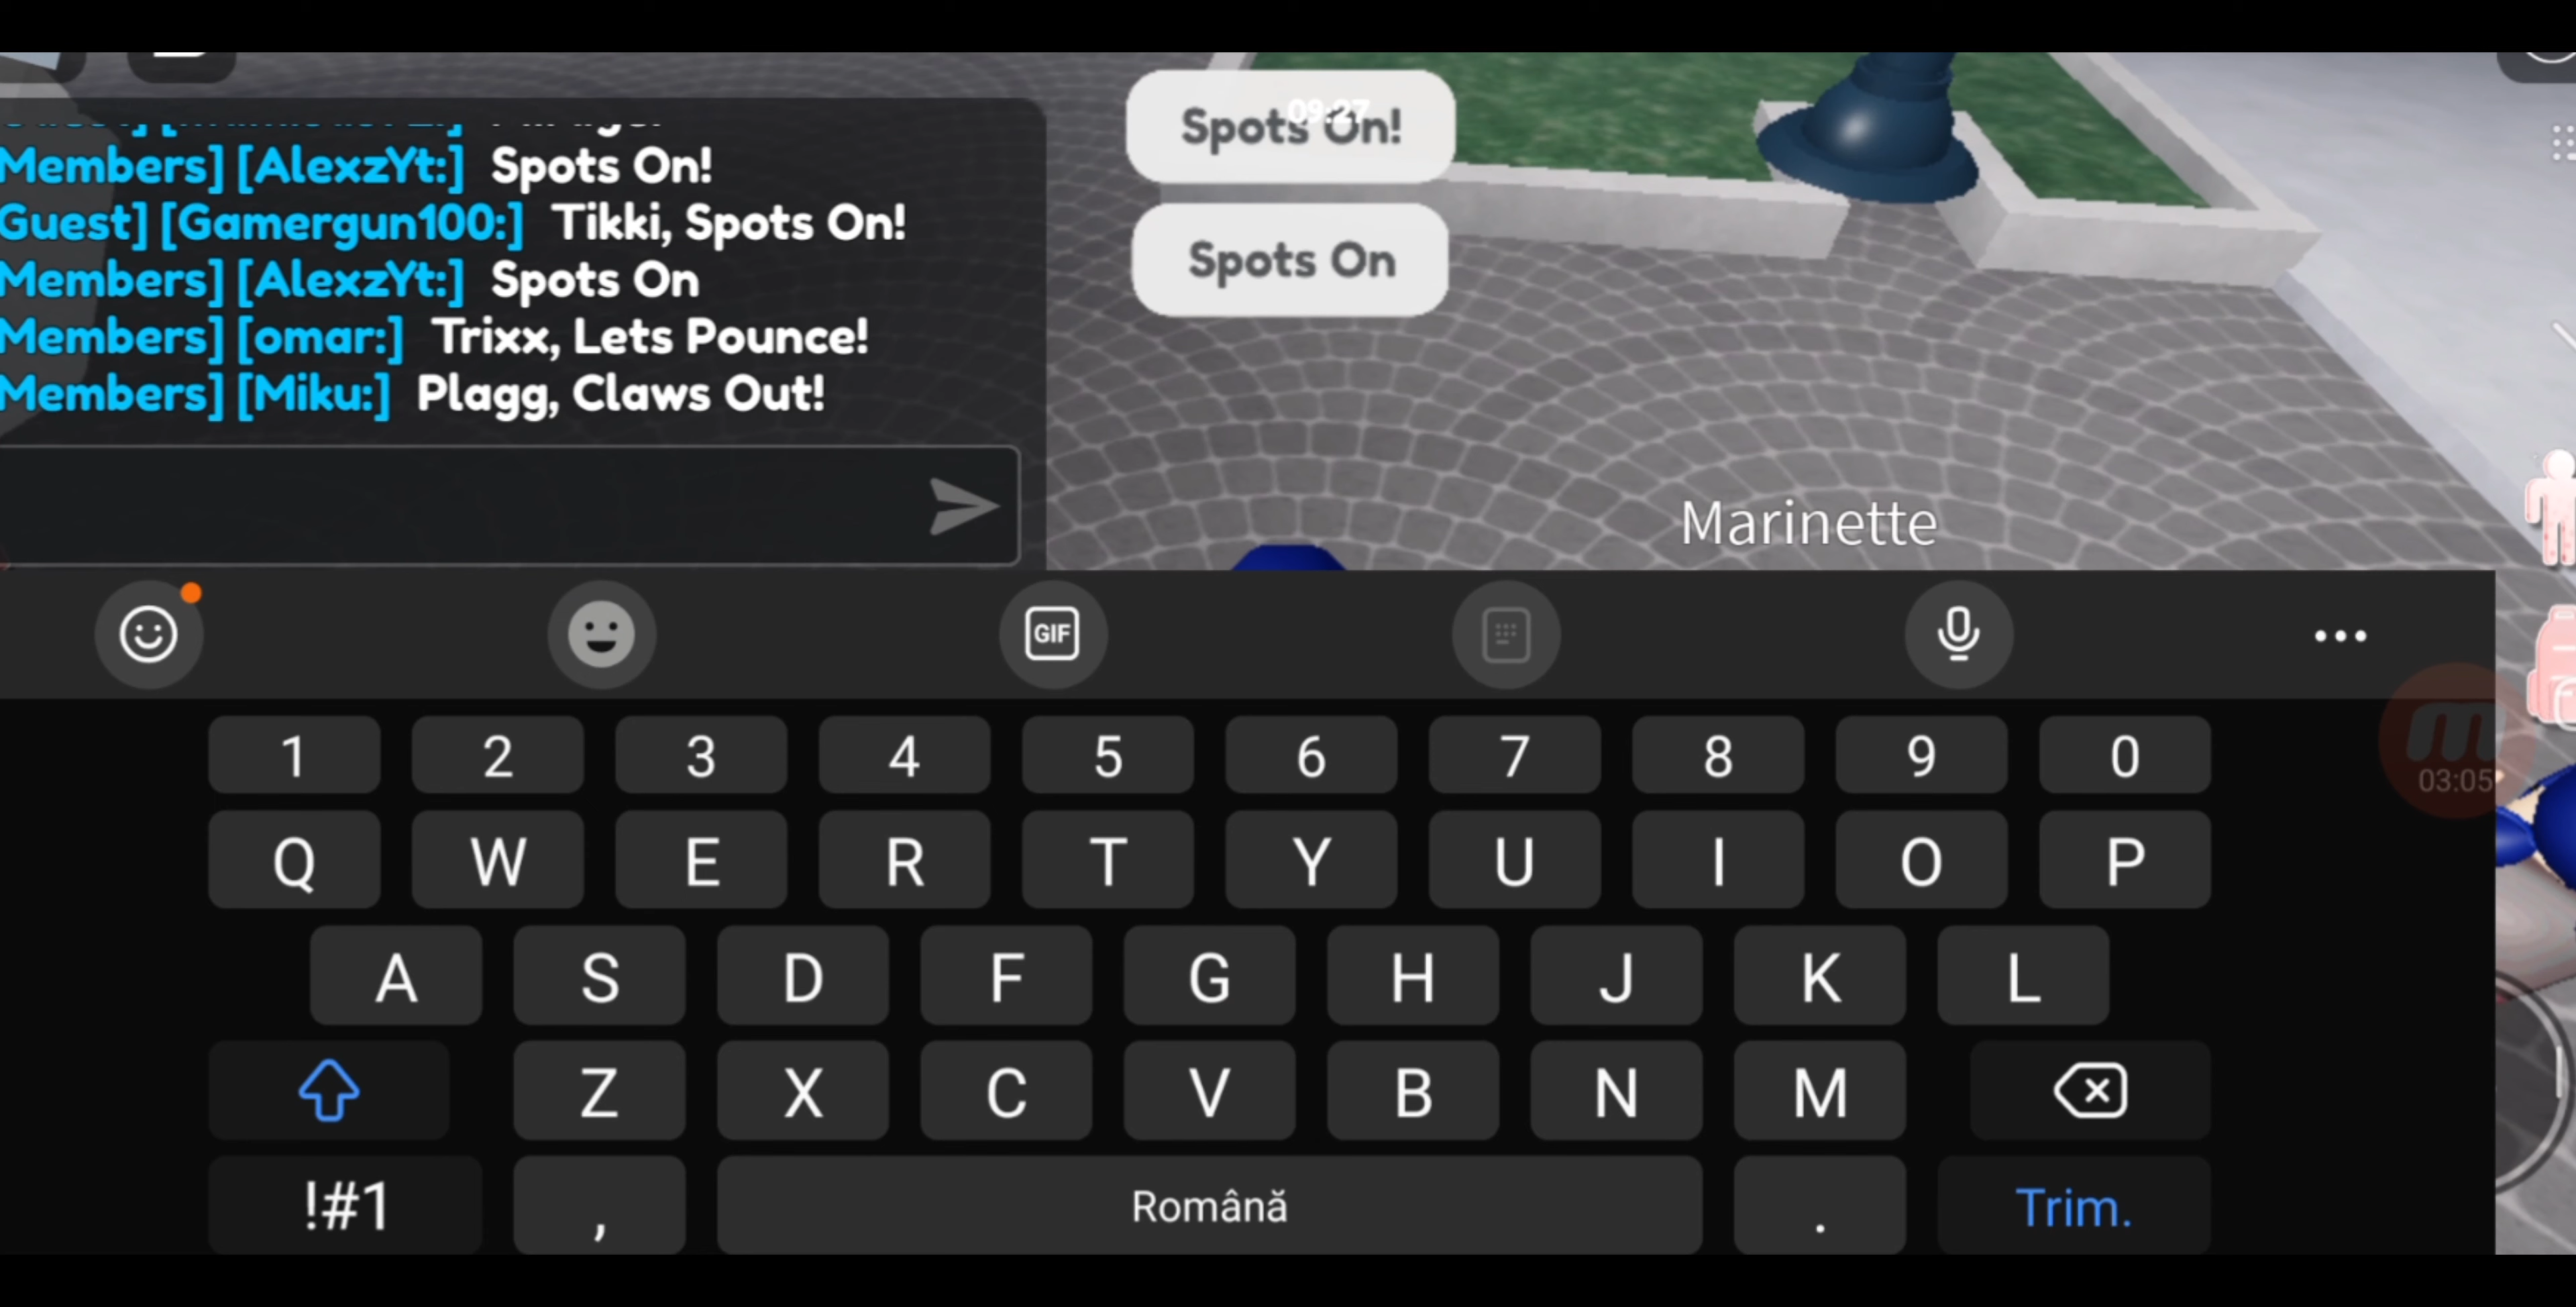 Members] [AlexzYt:] Spots On!
Guest] [Gamergun100:] Tikki, Spots On!
Members] [AlexzYt:] Spots On
Members] [omar:] Trixx, Lets Pounce!
Members] [Miku:] Plagg, Claws Out!
Spots On!
09:27
Spots On
Marinette
GIF
03:05
1 2 3 4 5 6 7 8 9 0
Q W E R T Y U I O P
A S D F G H J K L
Z X C V B N M
!#1 , Română . Trim.